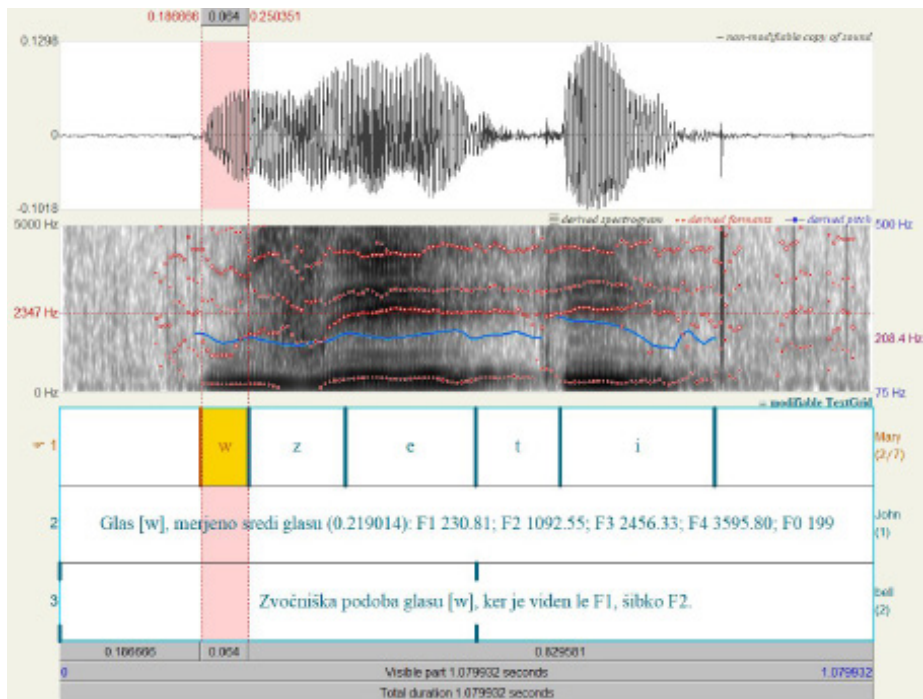 0.186666 0.064 0.250351
0.1298
– non-modifiable copy of sound
0
-0.1018
5000 Hz
derived spectrogram derived formants derived pitch
500 Hz
2347 Hz
208.4 Hz
0 Hz
75 Hz
modifiable TextGrid
1 w z e t i Mary (2/7)
2 Glas [w], merjeno sredi glasu (0.219014): F1 230.81; F2 1092.55; F3 2456.33; F4 3595.80; F0 199 John (1)
3 Zvočniška podoba glasu [w], ker je viden le F1, šibko F2. bell (2)
0.186666 0.064 0.829581
0 Visible part 1.079932 seconds 1.079932
Total duration 1.079932 seconds